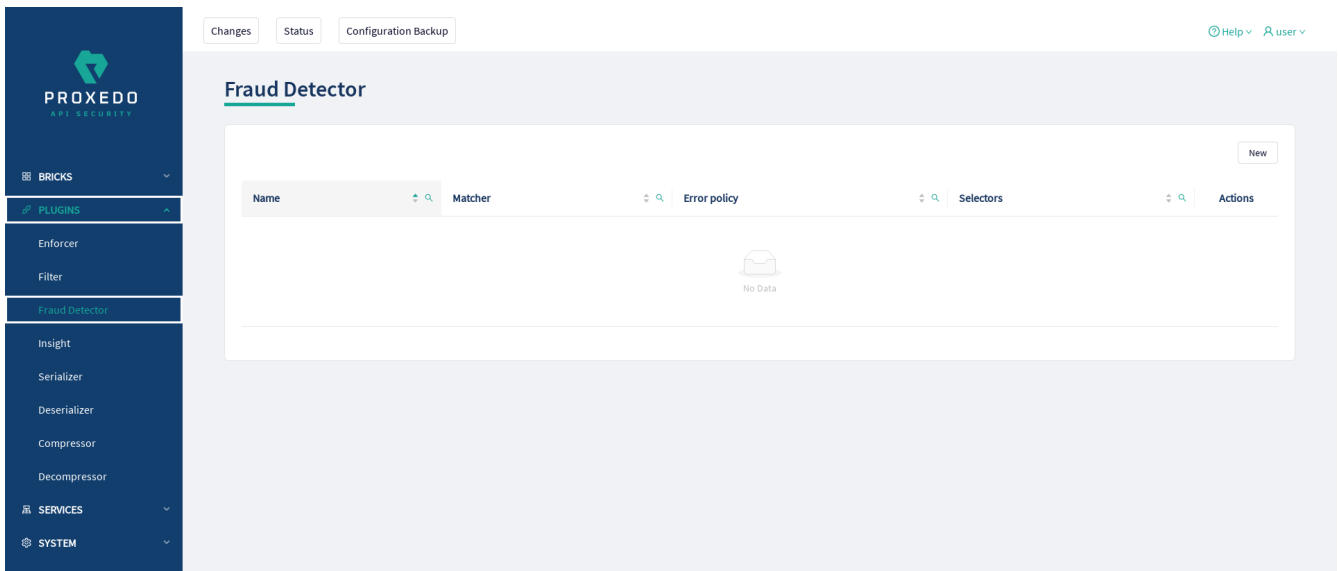 Changes Status Configuration Backup Help user
PROXEDO
API SECURITY
Fraud Detector
New
BRICKS
PLUGINS
Enforcer
Filter
Fraud Detector
Insight
Serializer
Deserializer
Compressor
Decompressor
SERVICES
SYSTEM
Name Matcher Error policy Selectors Actions
No Data